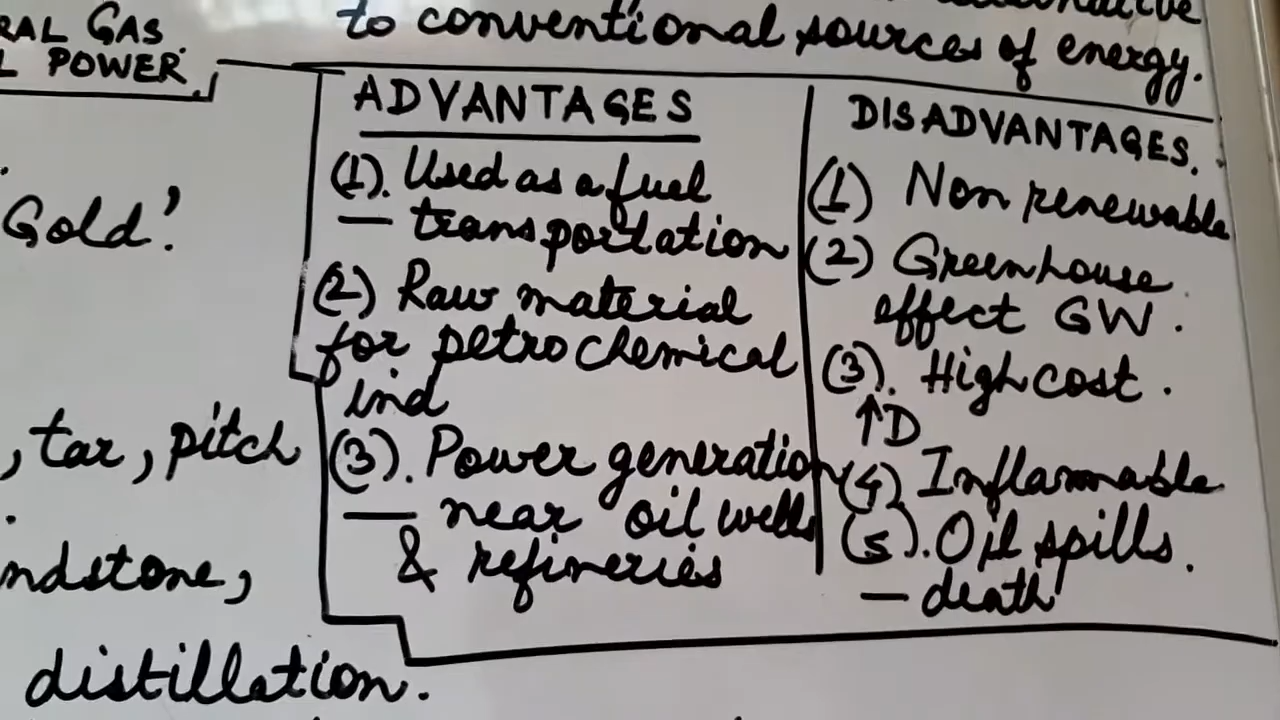 RAL GAS
L POWER
to conventional sources of energy.
Gold'.
, tar, pitch
ndstone,
distillation.
ADVANTAGES
(1). Used as a fuel
— transportation
(2) Raw material
for petrochemical
ind
(3). Power generation
— near oil wells
& refineries
DISADVANTAGES.
(1) Non renewable
(2) Greenhouse
effect GW.
(3). High cost.
↑D
(4) Inflammable
(5). Oil spills.
— death